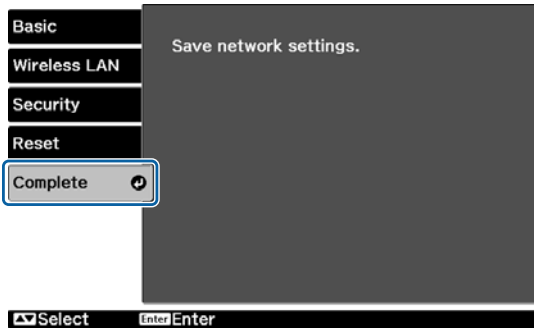 Basic
Save network settings.
Wireless LAN
Security
Reset
Complete
Select Enter Enter